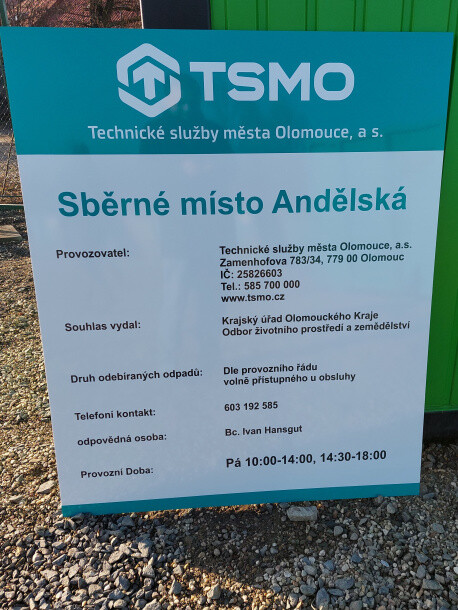 TSMO
Technické služby města Olomouce, a s.
Sběrné místo Andělská
Provozovatel: Technické služby města Olomouce, a.s.
Zamenhofova 783/34, 779 00 Olomouc
IČ: 25826603
Tel.: 585 700 000
www.tsmo.cz
Souhlas vydal: Krajský úřad Olomouckého Kraje
Odbor životního prostředí a zemědělství
Druh odebíraných odpadů: Dle provozního řádu
volně přístupného u obsluhy
Telefoní kontakt: 603 192 585
odpovědná osoba: Bc. Ivan Hansgut
Provozní Doba: Pá 10:00-14:00, 14:30-18:00